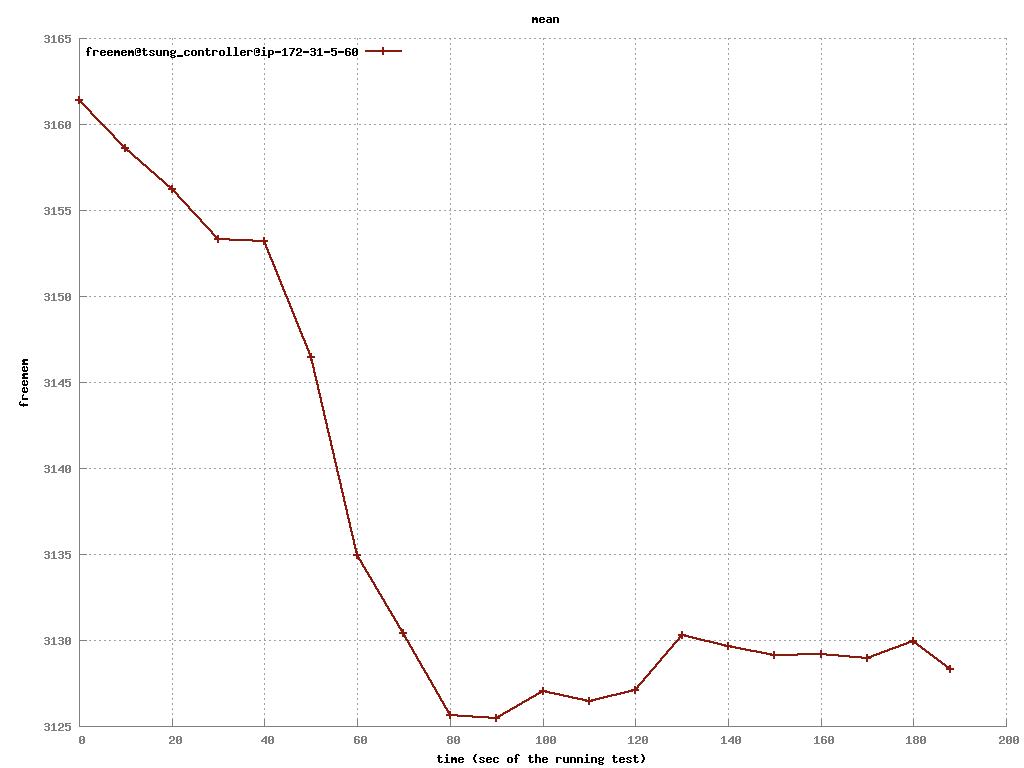 mean
freemem@tsung_controller@ip-172-31-5-60
3165
3160
3155
3150
3145
3140
3135
3130
3125
freemem
0 20 40 60 80 100 120 140 160 180 200
time (sec of the running test)